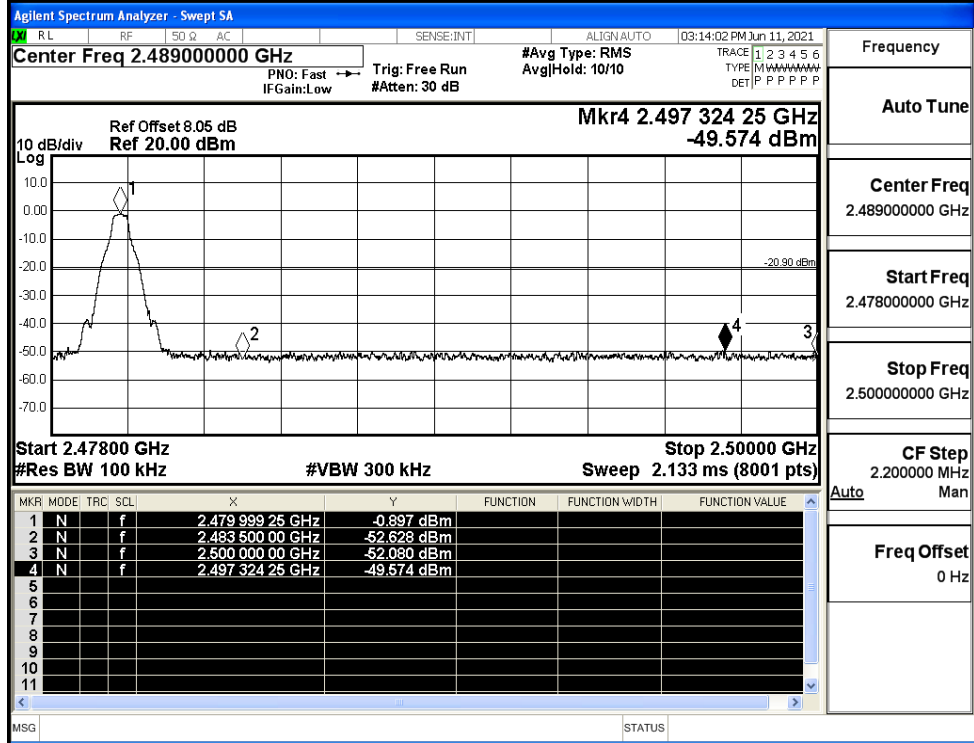 Agilent Spectrum Analyzer - Swept SA
LXI RL RF 50 Ω AC SENSE:INT ALIGNAUTO 03:14:02 PM Jun 11, 2021
Center Freq 2.489000000 GHz
PNO: Fast
IFGain:Low
Trig: Free Run
#Atten: 30 dB
#Avg Type: RMS
Avg|Hold: 10/10
TRACE 1 2 3 4 5 6
TYPE M W W W W W
DET P P P P P P
Mkr4 2.497 324 25 GHz
-49.574 dBm
Ref Offset 8.05 dB
10 dB/div Ref 20.00 dBm
Log
10.0
0.00
-10.0
-20.0
-30.0
-40.0
-50.0
-60.0
-70.0
1
2
3
4
-20.90 dBm
Start 2.47800 GHz Stop 2.50000 GHz
#Res BW 100 kHz #VBW 300 kHz Sweep 2.133 ms (8001 pts)
MKR MODE TRC SCL X Y FUNCTION FUNCTION WIDTH FUNCTION VALUE
1 N f 2.479 999 25 GHz -0.897 dBm
2 N f 2.483 500 00 GHz -52.628 dBm
3 N f 2.500 000 00 GHz -52.080 dBm
4 N f 2.497 324 25 GHz -49.574 dBm
5
6
7
8
9
10
11
MSG STATUS
Frequency
Auto Tune
Center Freq
2.489000000 GHz
Start Freq
2.478000000 GHz
Stop Freq
2.500000000 GHz
CF Step
2.200000 MHz
Auto Man
Freq Offset
0 Hz